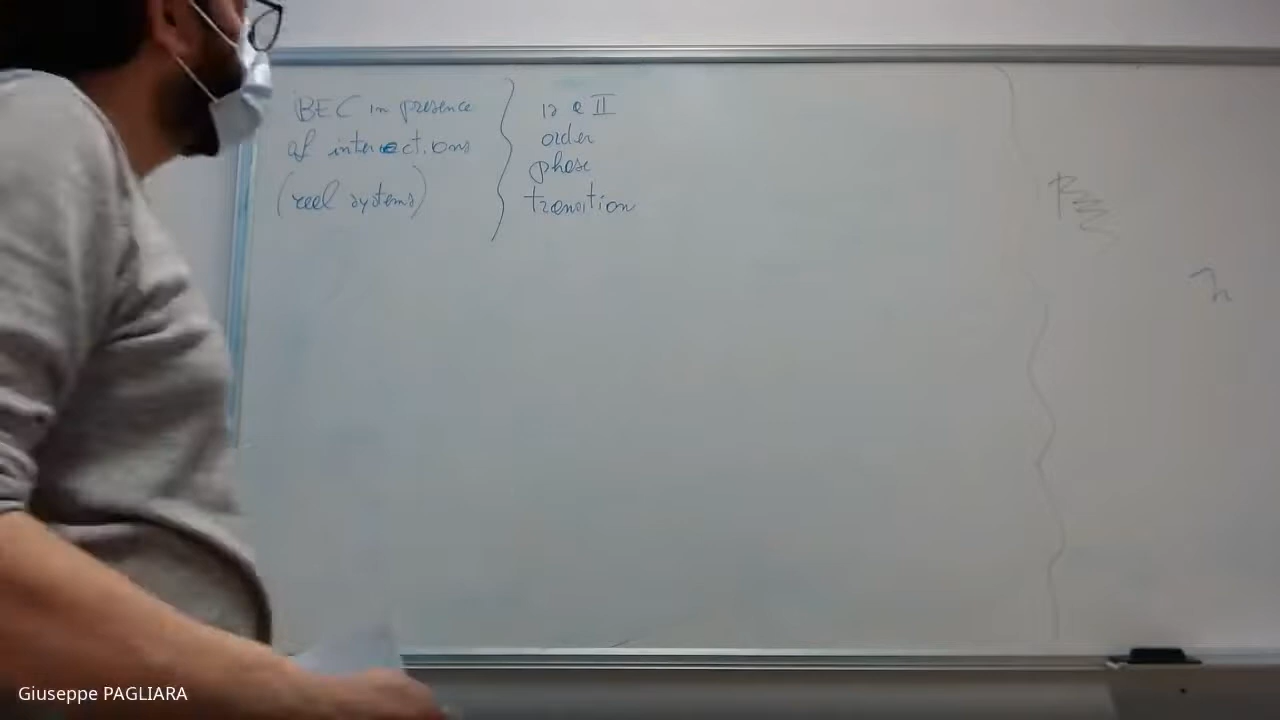 BEC in presence
of interactions
(real systems)
is a II
order
phase
transition
Giuseppe PAGLIARA